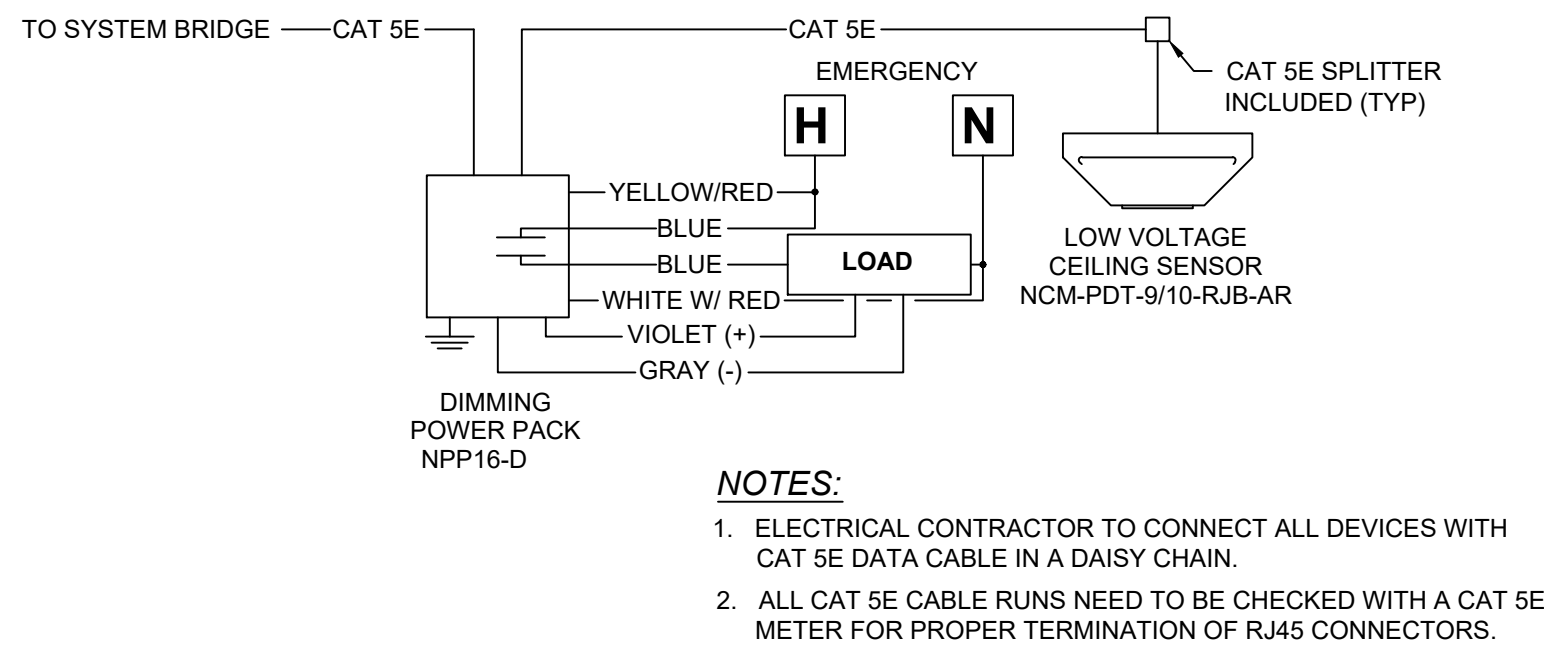 TO SYSTEM BRIDGE
CAT 5E
CAT 5E
EMERGENCY
CAT 5E SPLITTER
INCLUDED (TYP)
H
N
YELLOW/RED
BLUE
BLUE
LOAD
WHITE W/ RED
VIOLET (+)
GRAY (-)
LOW VOLTAGE
CEILING SENSOR
NCM-PDT-9/10-RJB-AR
DIMMING
POWER PACK
NPP16-D
NOTES:
1. ELECTRICAL CONTRACTOR TO CONNECT ALL DEVICES WITH
CAT 5E DATA CABLE IN A DAISY CHAIN.
2. ALL CAT 5E CABLE RUNS NEED TO BE CHECKED WITH A CAT 5E
METER FOR PROPER TERMINATION OF RJ45 CONNECTORS.